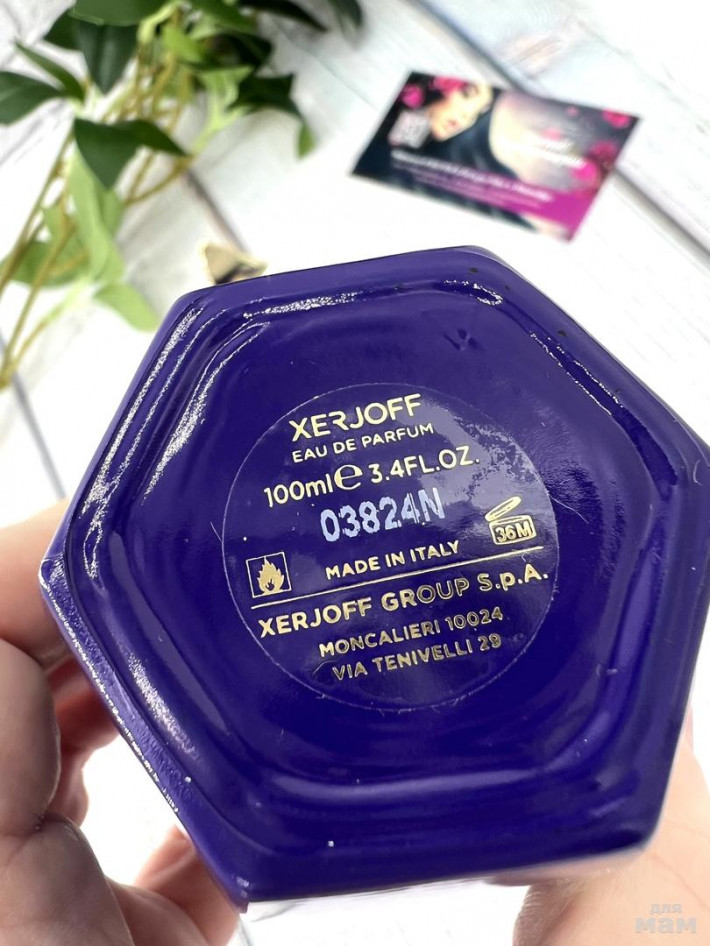 XERJOFF
EAU DE PARFUM
100ml e 3.4FL.OZ.
03824N
36M
MADE IN ITALY
XERJOFF GROUP S.p.A.
MONCALIERI 10024
VIA TENIVELLI 29
для
мам